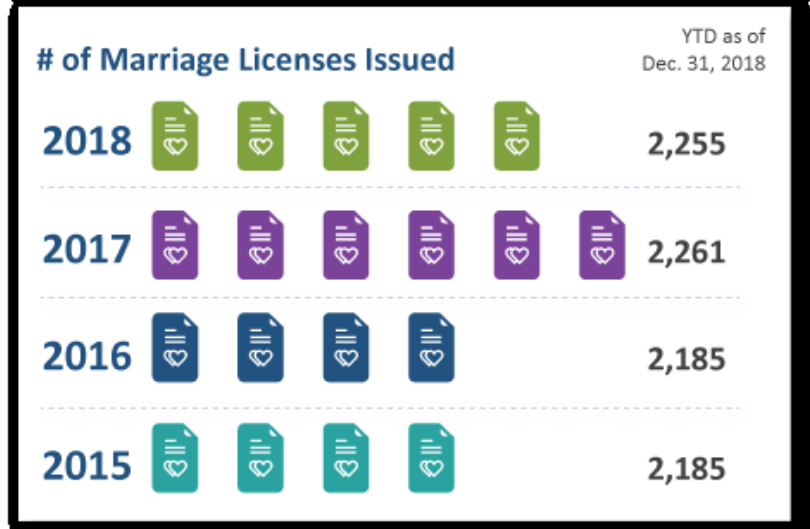 # of Marriage Licenses Issued
YTD as of
Dec. 31, 2018
2018 2,255
2017 2,261
2016 2,185
2015 2,185